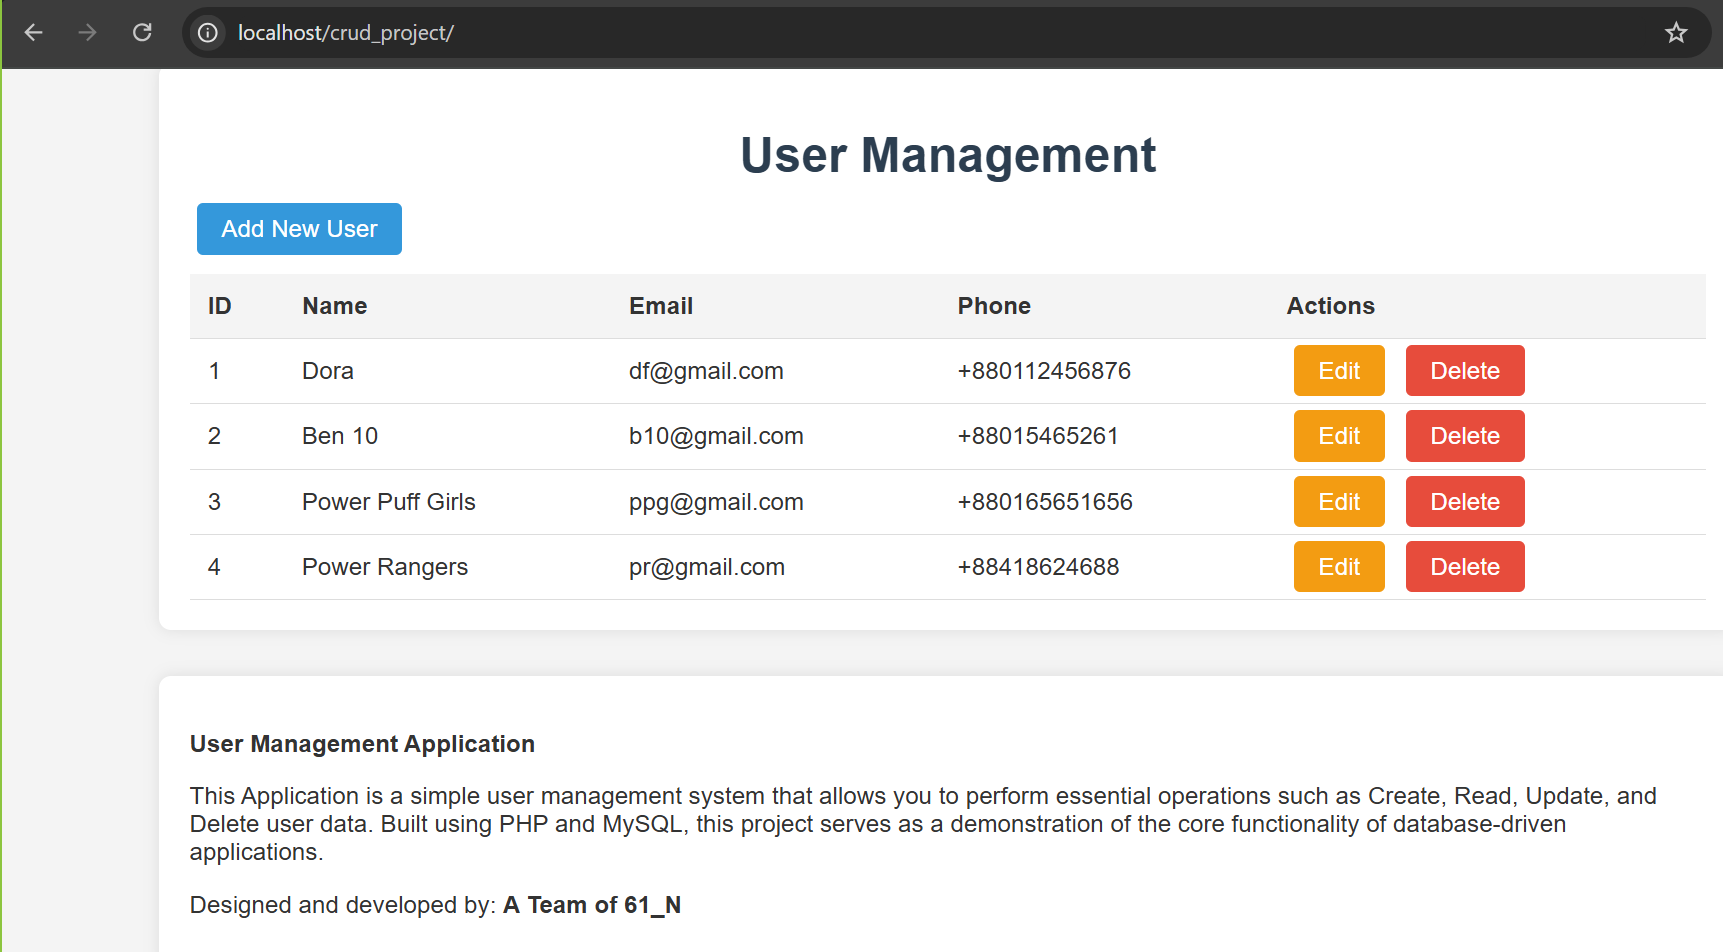 localhost/crud_project/
User Management
Add New User
ID Name Email Phone Actions
1 Dora df@gmail.com +880112456876 Edit Delete
2 Ben 10 b10@gmail.com +88015465261 Edit Delete
3 Power Puff Girls ppg@gmail.com +880165651656 Edit Delete
4 Power Rangers pr@gmail.com +88418624688 Edit Delete
User Management Application
This Application is a simple user management system that allows you to perform essential operations such as Create, Read, Update, and
Delete user data. Built using PHP and MySQL, this project serves as a demonstration of the core functionality of database-driven
applications.
Designed and developed by: A Team of 61_N